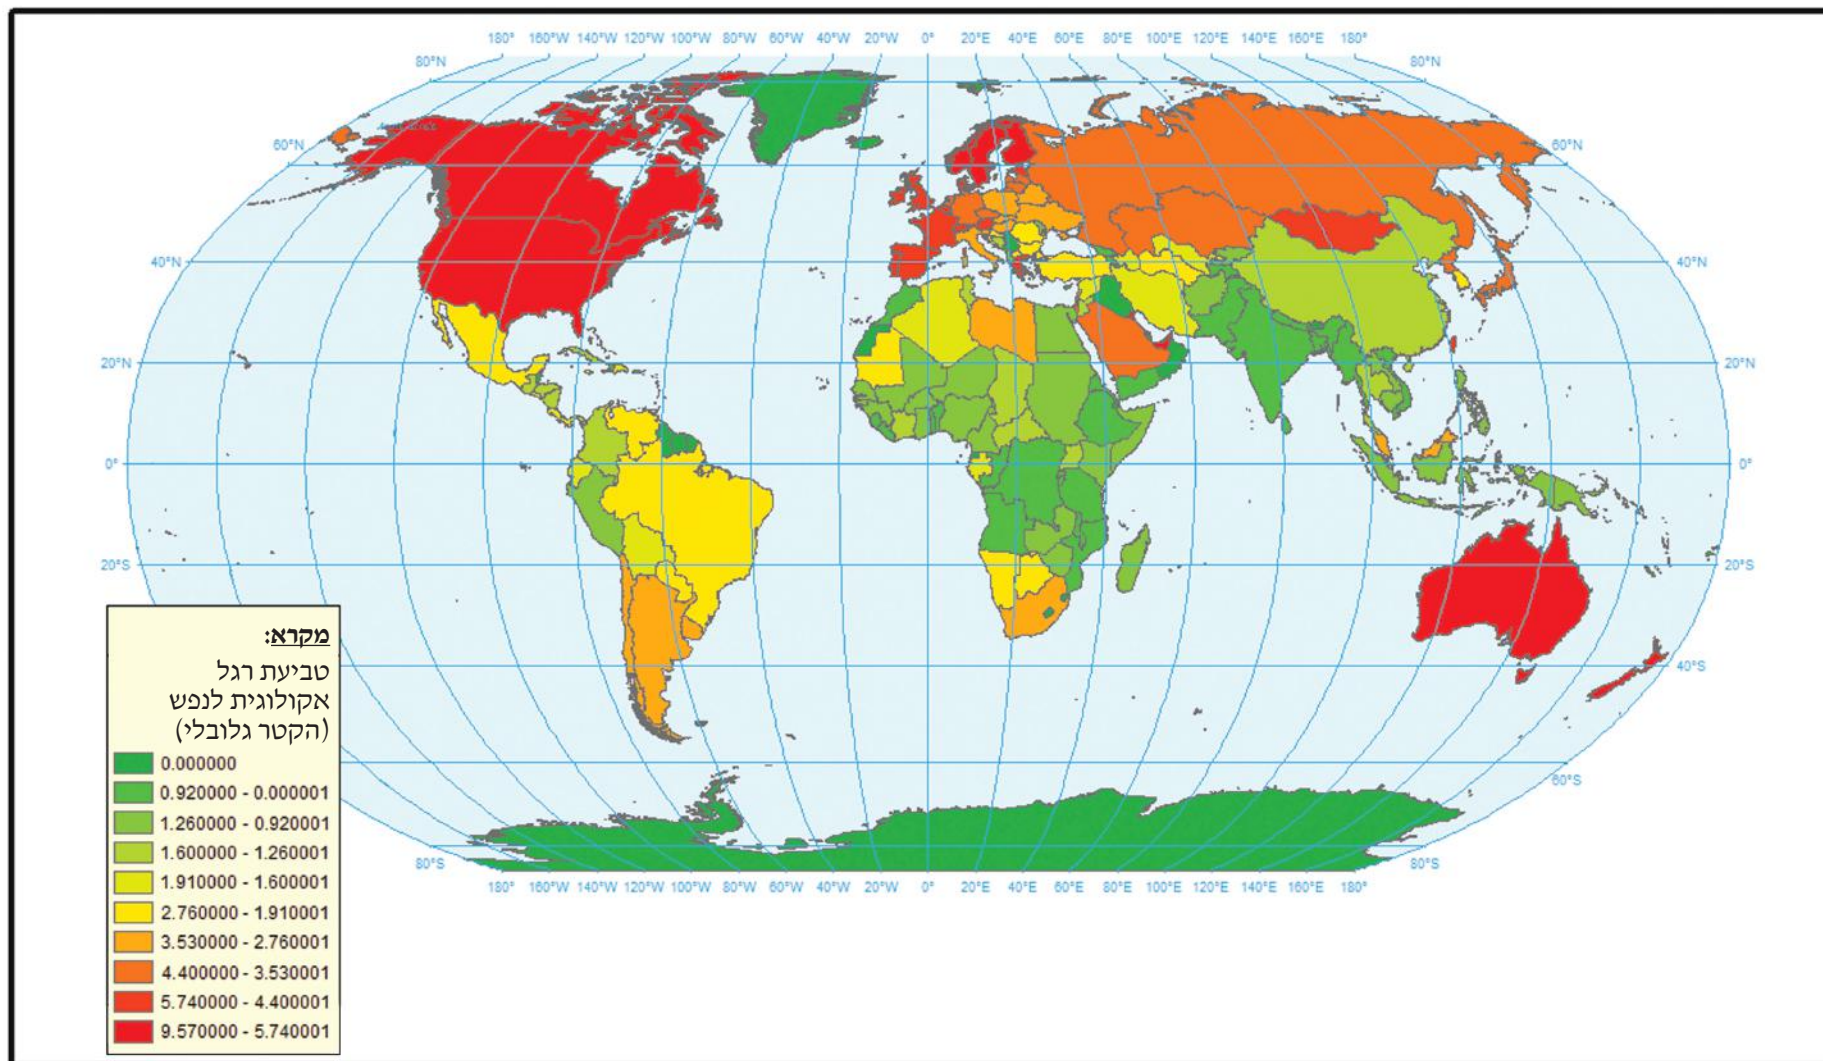 180° 160°W 140°W 120°W 100°W 80°W 60°W 40°W 20°W 0° 20°E 40°E 60°E 80°E 100°E 120°E 140°E 160°E 180°
80°N 80°N
60°N 60°N
40°N 40°N
20°N 20°N
0° 0°
20°S 20°S
40°S
60°S
80°S 80°S
180° 160°W 140°W 120°W 100°W 80°W 60°W 40°W 20°W 0° 20°E 40°E 60°E 80°E 100°E 120°E 140°E 160°E 180°
מקרא:
טביעת רגל
אקולוגית לנפש
(הקטר גלובלי)
0.000000
0.920000 - 0.000001
1.260000 - 0.920001
1.600000 - 1.260001
1.910000 - 1.600001
2.760000 - 1.910001
3.530000 - 2.760001
4.400000 - 3.530001
5.740000 - 4.400001
9.570000 - 5.740001